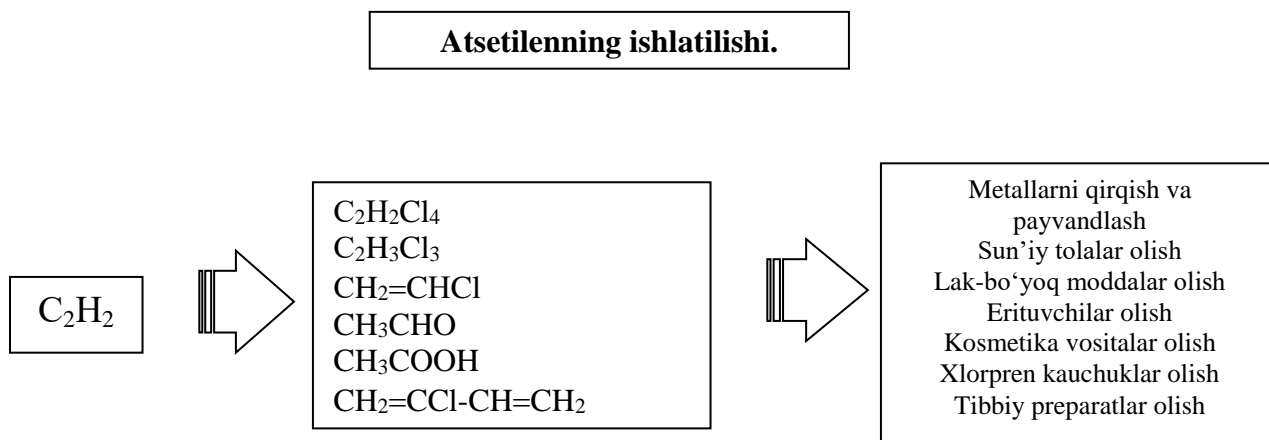 Atsetilenning ishlatilishi.
C₂H₂
C₂H₂Cl₄
C₂H₃Cl₃
CH₂=CHCl
CH₃CHO
CH₃COOH
CH₂=CCl-CH=CH₂
Metallarni qirqish va
payvandlash
Sun’iy tolalar olish
Lak-bo‘yoq moddalar olish
Erituvchilar olish
Kosmetika vositalar olish
Xlorpren kauchuklar olish
Tibbiy preparatlar olish